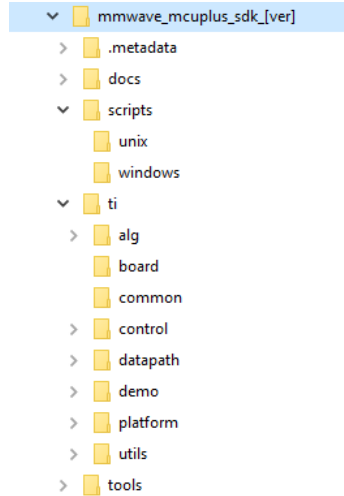 mmwave_mcuplus_sdk_[ver]
.metadata
docs
scripts
unix
windows
ti
alg
board
common
control
datapath
demo
platform
utils
tools